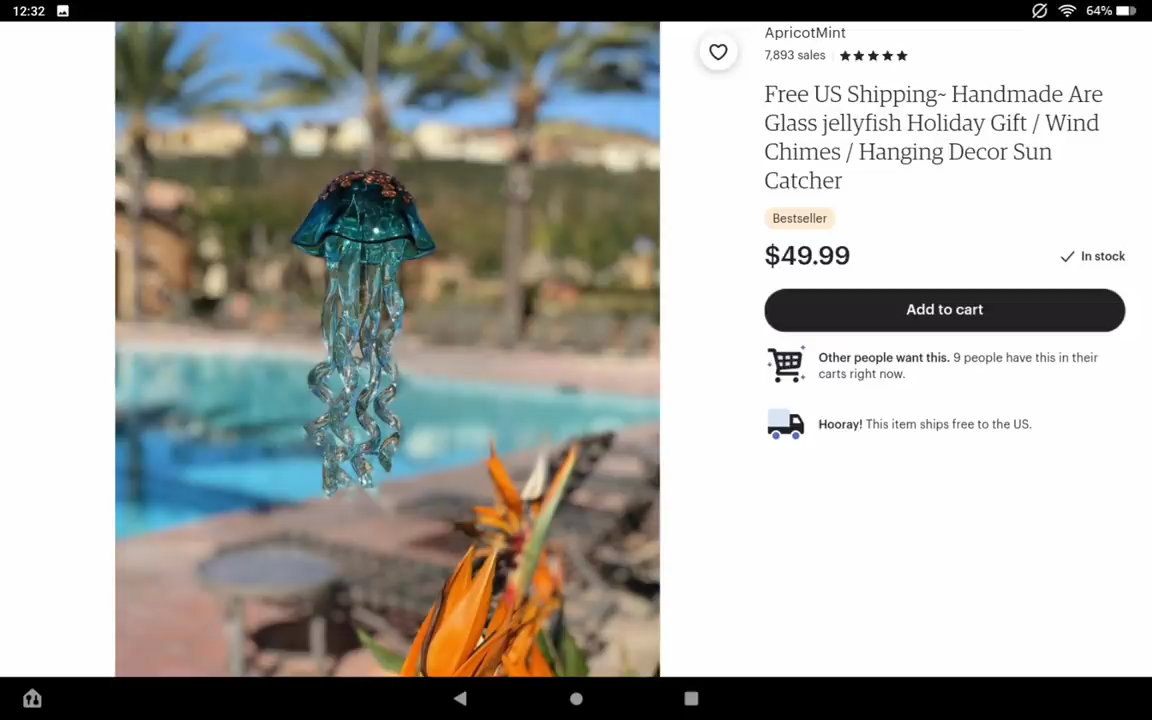 12:32
64%
ApricotMint
7,893 sales
Free US Shipping~ Handmade Are
Glass jellyfish Holiday Gift / Wind
Chimes / Hanging Decor Sun
Catcher
Bestseller
$49.99
In stock
Add to cart
Other people want this. 9 people have this in their
carts right now.
Hooray! This item ships free to the US.